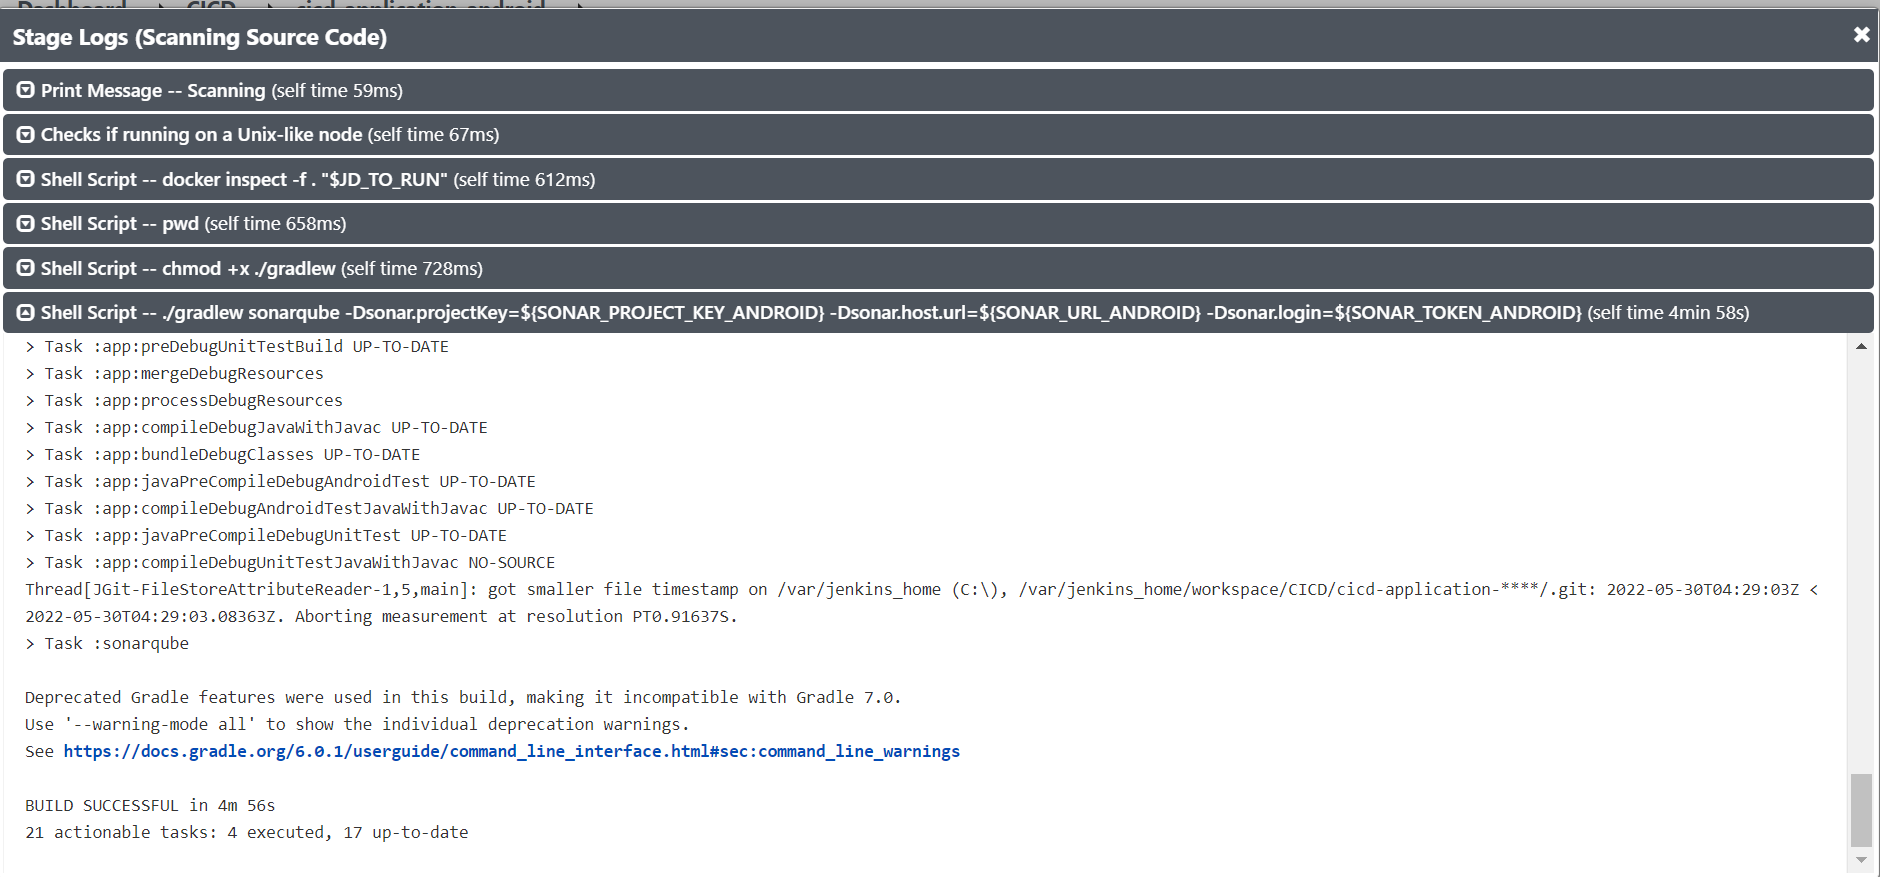 Dashboard CICD cicd-application-android
Stage Logs (Scanning Source Code)
Print Message -- Scanning (self time 59ms)
Checks if running on a Unix-like node (self time 67ms)
Shell Script -- docker inspect -f . "$JD_TO_RUN" (self time 612ms)
Shell Script -- pwd (self time 658ms)
Shell Script -- chmod +x ./gradlew (self time 728ms)
Shell Script -- ./gradlew sonarqube -Dsonar.projectKey=${SONAR_PROJECT_KEY_ANDROID} -Dsonar.host.url=${SONAR_URL_ANDROID} -Dsonar.login=${SONAR_TOKEN_ANDROID} (self time 4min 58s)
> Task :app:preDebugUnitTestBuild UP-TO-DATE
> Task :app:mergeDebugResources
> Task :app:processDebugResources
> Task :app:compileDebugJavaWithJavac UP-TO-DATE
> Task :app:bundleDebugClasses UP-TO-DATE
> Task :app:javaPreCompileDebugAndroidTest UP-TO-DATE
> Task :app:compileDebugAndroidTestJavaWithJavac UP-TO-DATE
> Task :app:javaPreCompileDebugUnitTest UP-TO-DATE
> Task :app:compileDebugUnitTestJavaWithJavac NO-SOURCE
Thread[JGit-FileStoreAttributeReader-1,5,main]: got smaller file timestamp on /var/jenkins_home (C:\), /var/jenkins_home/workspace/CICD/cicd-application-****/.git: 2022-05-30T04:29:03Z <
2022-05-30T04:29:03.08363Z. Aborting measurement at resolution PT0.91637S.
> Task :sonarqube
Deprecated Gradle features were used in this build, making it incompatible with Gradle 7.0.
Use '--warning-mode all' to show the individual deprecation warnings.
See https://docs.gradle.org/6.0.1/userguide/command_line_interface.html#sec:command_line_warnings
BUILD SUCCESSFUL in 4m 56s
21 actionable tasks: 4 executed, 17 up-to-date